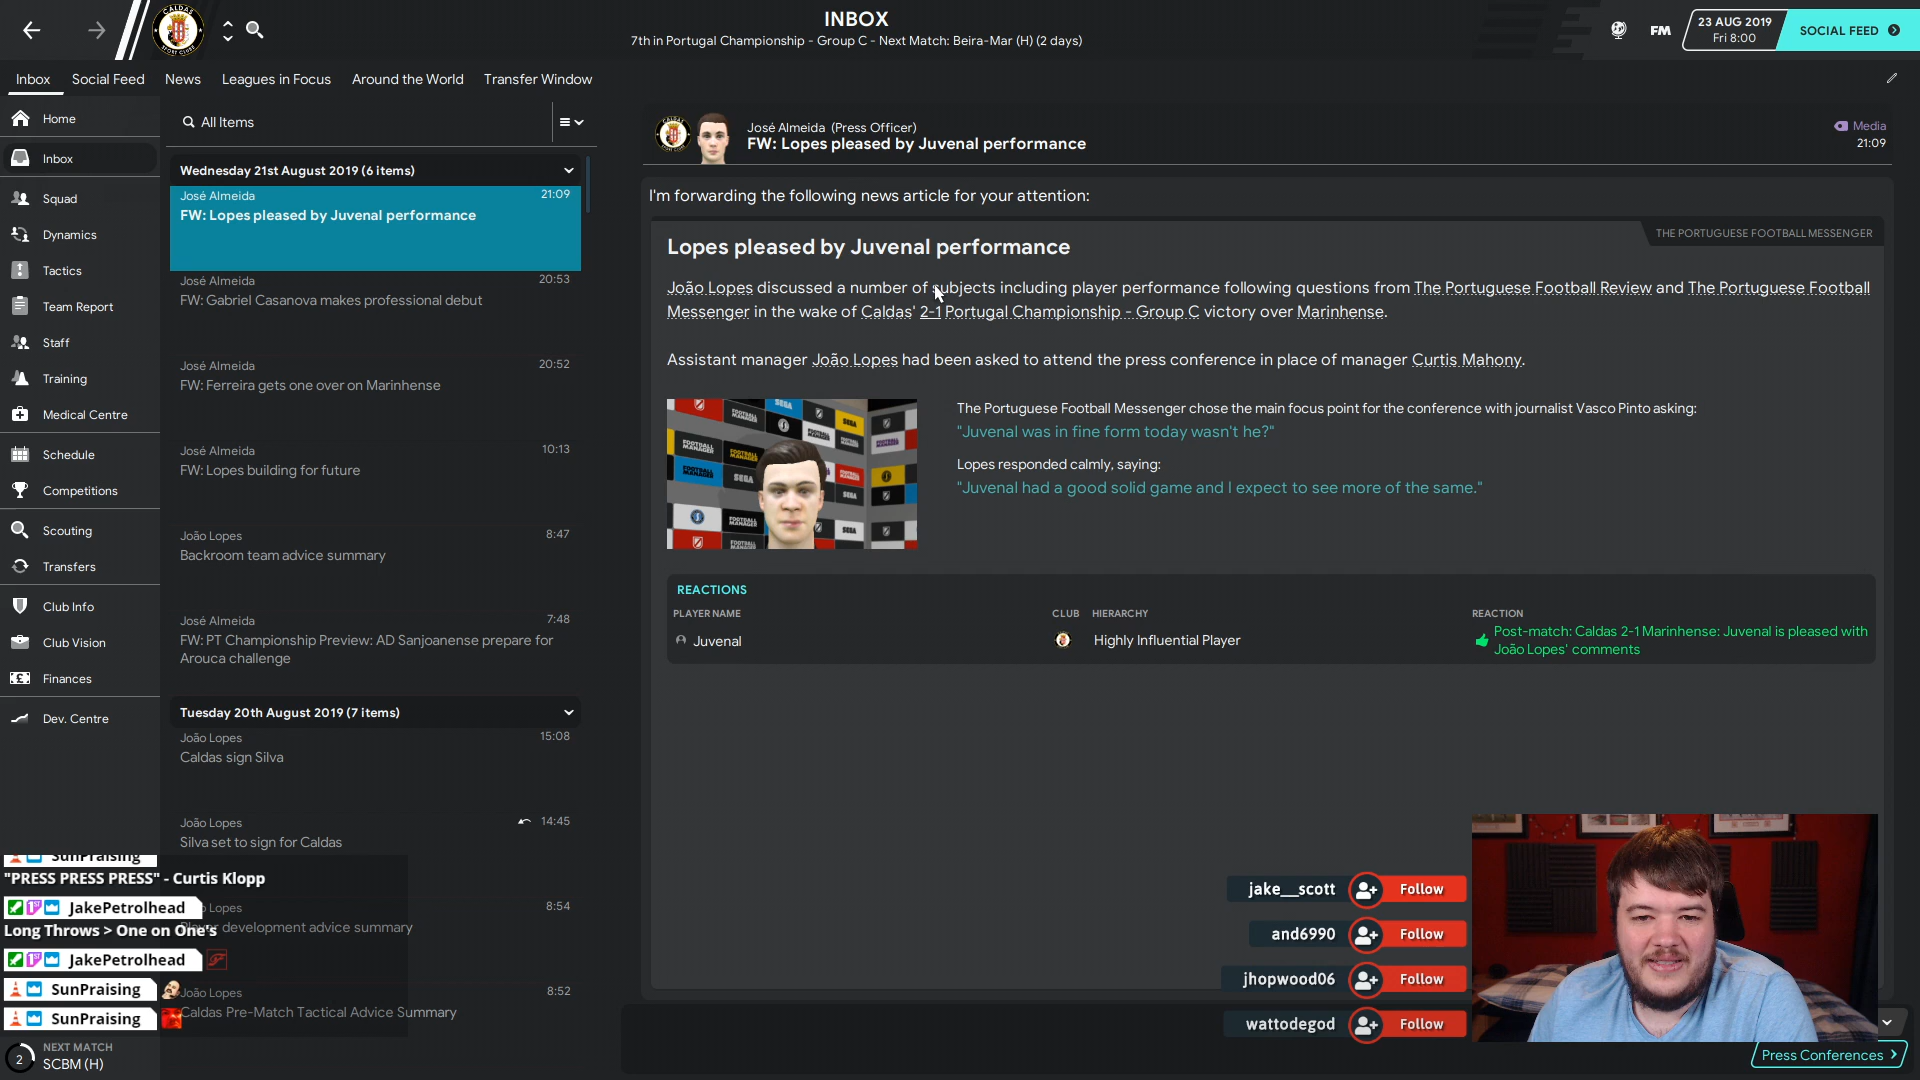 INBOX
7th in Portugal Championship - Group C - Next Match: Beira-Mar (H) (2 days)
FM
23 AUG 2019
Fri 8:00
SOCIAL FEED
Inbox
Social Feed
News
Leagues in Focus
Around the World
Transfer Window
Home
Inbox
Squad
Dynamics
Tactics
Team Report
Staff
Training
Medical Centre
Schedule
Competitions
Scouting
Transfers
Club Info
Club Vision
Finances
Dev. Centre
All Items
Wednesday 21st August 2019 (6 items)
José Almeida 21:09
FW: Lopes pleased by Juvenal performance
José Almeida 20:53
FW: Gabriel Casanova makes professional debut
José Almeida 20:52
FW: Ferreira gets one over on Marinhense
José Almeida 10:13
FW: Lopes building for future
João Lopes 8:47
Backroom team advice summary
José Almeida 7:48
FW: PT Championship Preview: AD Sanjoanense prepare for
Arouca challenge
Tuesday 20th August 2019 (7 items)
João Lopes 15:08
Caldas sign Silva
João Lopes 14:45
Silva set to sign for Caldas
Lopes 8:54
development advice summary
João Lopes 8:52
Caldas Pre-Match Tactical Advice Summary
José Almeida (Press Officer)
FW: Lopes pleased by Juvenal performance
Media
21:09
I'm forwarding the following news article for your attention:
THE PORTUGUESE FOOTBALL MESSENGER
Lopes pleased by Juvenal performance
João Lopes discussed a number of subjects including player performance following questions from The Portuguese Football Review and The Portuguese Football
Messenger in the wake of Caldas' 2-1 Portugal Championship - Group C victory over Marinhense.
Assistant manager João Lopes had been asked to attend the press conference in place of manager Curtis Mahony.
The Portuguese Football Messenger chose the main focus point for the conference with journalist Vasco Pinto asking:
"Juvenal was in fine form today wasn't he?"
Lopes responded calmly, saying:
"Juvenal had a good solid game and I expect to see more of the same."
REACTIONS
PLAYER NAME CLUB HIERARCHY REACTION
Juvenal Highly Influential Player
Post-match: Caldas 2-1 Marinhense: Juvenal is pleased with
João Lopes' comments
SunPraising
"PRESS PRESS PRESS" - Curtis Klopp
JakePetrolhead
Long Throws > One on One's
JakePetrolhead
SunPraising
SunPraising
2
NEXT MATCH
SCBM (H)
jake__scott Follow
and6990 Follow
jhopwood06 Follow
wattodegod Follow
Press Conferences